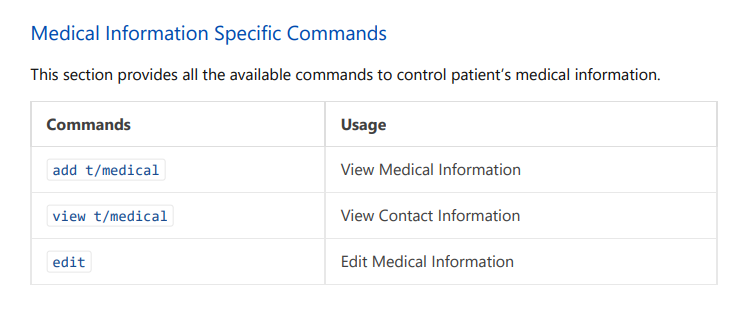 Medical Information Specific Commands
This section provides all the available commands to control patient’s medical information.
Commands Usage
add t/medical View Medical Information
view t/medical View Contact Information
edit Edit Medical Information